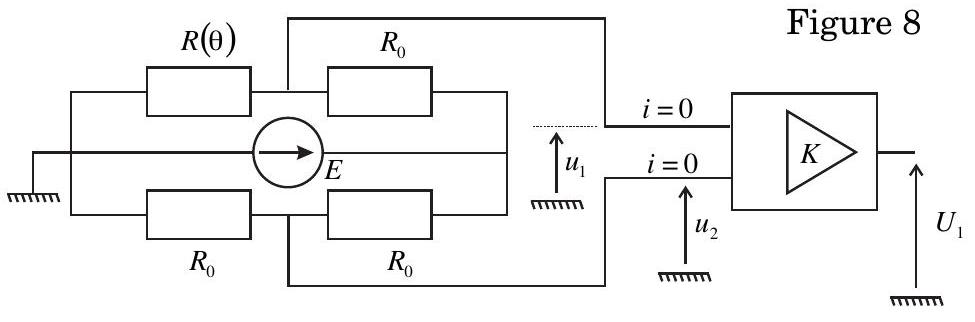 Figure 8
R(θ)
R₀
i = 0
K
u₁
i = 0
E
u₂
U₁
R₀
R₀